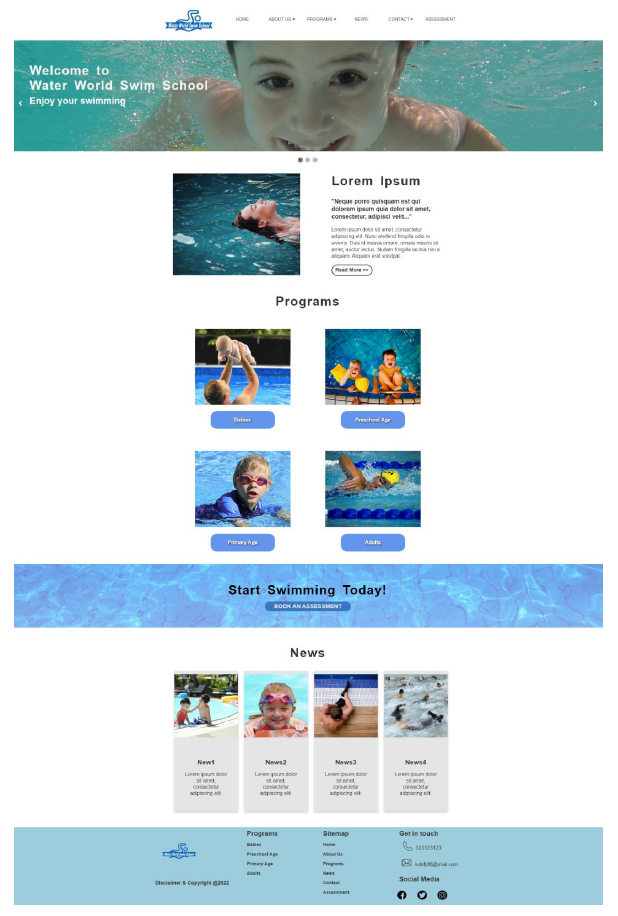 Water World Swim School
HOME ABOUT US PROGRAMS NEWS CONTACT ASSESSMENT
Welcome to
Water World Swim School
Enjoy your swimming
Lorem Ipsum
"Neque porro quisquam est qui
dolorem ipsum quia dolor sit amet,
consectetur, adipisci velit..."
Lorem ipsum dolor sit amet, consectetur
adipiscing elit. Nunc eleifend fringilla odio in
viverra. Duis id massa ornare, ornare mauris sit
amet, auctor lectus. Nullam fringilla lacinia nisl a
aliquam. Aliquam erat volutpat.
Read More >>
Programs
Babies
Preschool Age
Primary Age
Adults
Start Swimming Today!
BOOK AN ASSESSMENT
News
New1
Lorem ipsum dolor
sit amet,
consectetur
adipiscing elit
News2
Lorem ipsum dolor
sit amet,
consectetur
adipiscing elit
News3
Lorem ipsum dolor
sit amet,
consectetur
adipiscing elit
News4
Lorem ipsum dolor
sit amet,
consectetur
adipiscing elit
Water World Swim School
Disclaimer & Copyright @2022
Programs
Babies
Preschool Age
Primary Age
Adults
Sitemap
Home
About Us
Programs
News
Contact
Assessment
Get in touch
323123123
Social Media